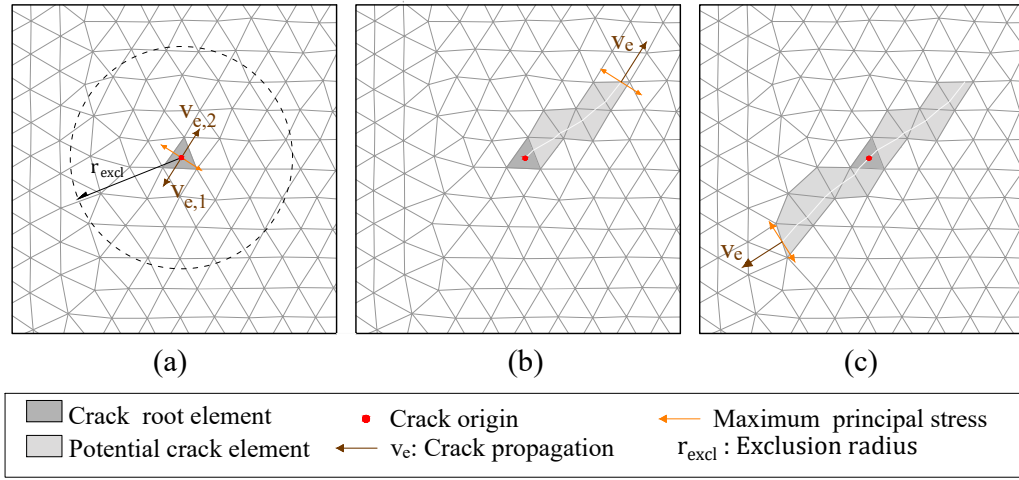 v_e,2
r_excl
v_e,1
v_e
v_e
(a) (b) (c)
Crack root element Crack origin Maximum principal stress
Potential crack element v_e: Crack propagation r_excl : Exclusion radius